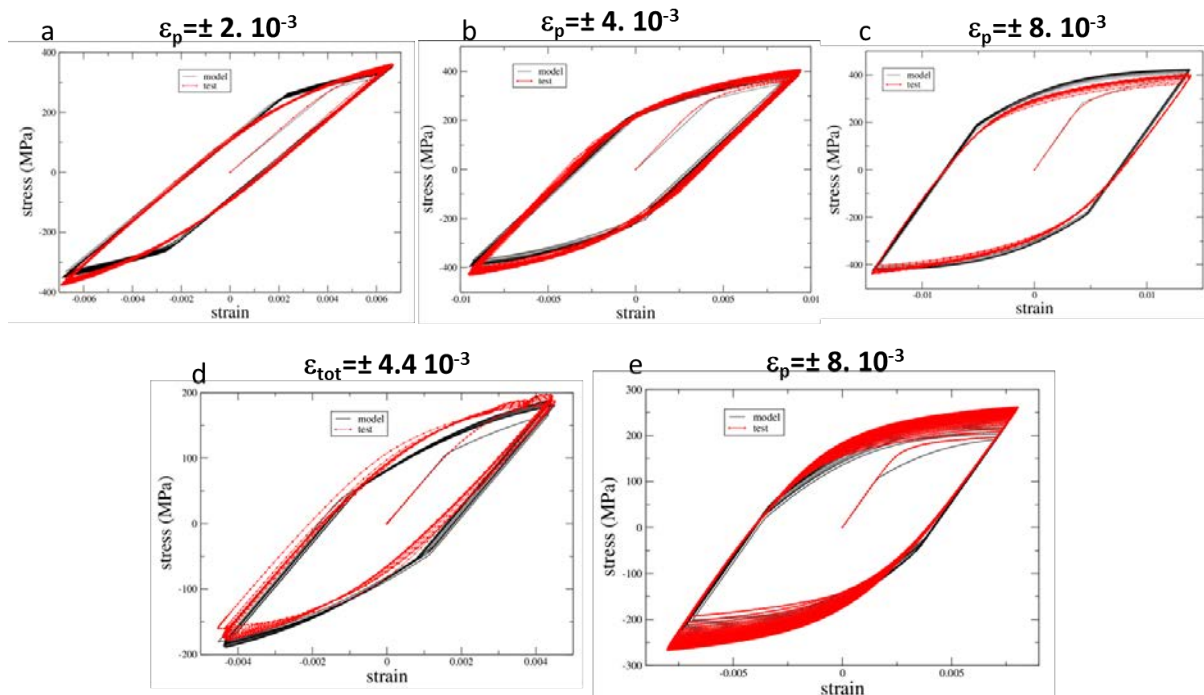 a
εp=± 2. 10-3
400
200
0
-200
-400
stress (MPa)
model
test
-0.006
-0.004
-0.002
0
0.002
0.004
0.006
strain
b
εp=± 4. 10-3
400
200
0
-200
-400
stress (MPa)
model
test
-0.01
-0.005
0
0.005
0.01
strain
c
εp=± 8. 10-3
400
200
0
-200
-400
stress (MPa)
model
test
-0.01
0
0.01
strain
d
εtot=± 4.4 10-3
200
100
0
-100
-200
stress (MPa)
model
test
-0.004
-0.002
0
0.002
0.004
strain
e
εp=± 8. 10-3
300
200
100
0
-100
-200
-300
stress (MPa)
model
test
-0.005
0
0.005
strain